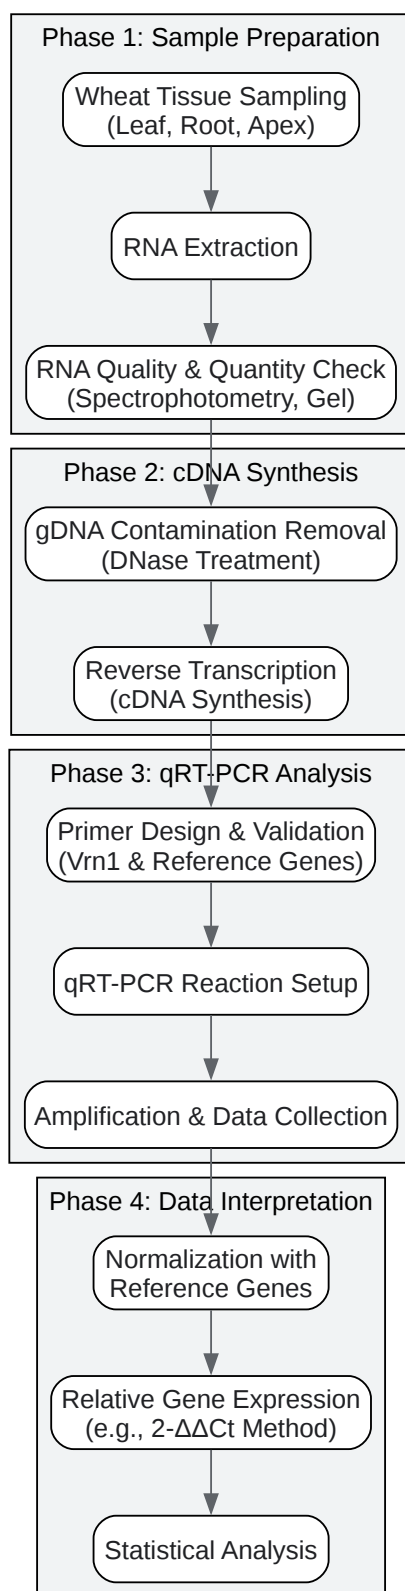 Phase 1: Sample Preparation
Wheat Tissue Sampling
(Leaf, Root, Apex)
RNA Extraction
RNA Quality & Quantity Check
(Spectrophotometry, Gel)
Phase 2: cDNA Synthesis
gDNA Contamination Removal
(DNase Treatment)
Reverse Transcription
(cDNA Synthesis)
Phase 3: qRT-PCR Analysis
Primer Design & Validation
(Vrn1 & Reference Genes)
qRT-PCR Reaction Setup
Amplification & Data Collection
Phase 4: Data Interpretation
Normalization with
Reference Genes
Relative Gene Expression
(e.g., 2-ΔΔCt Method)
Statistical Analysis